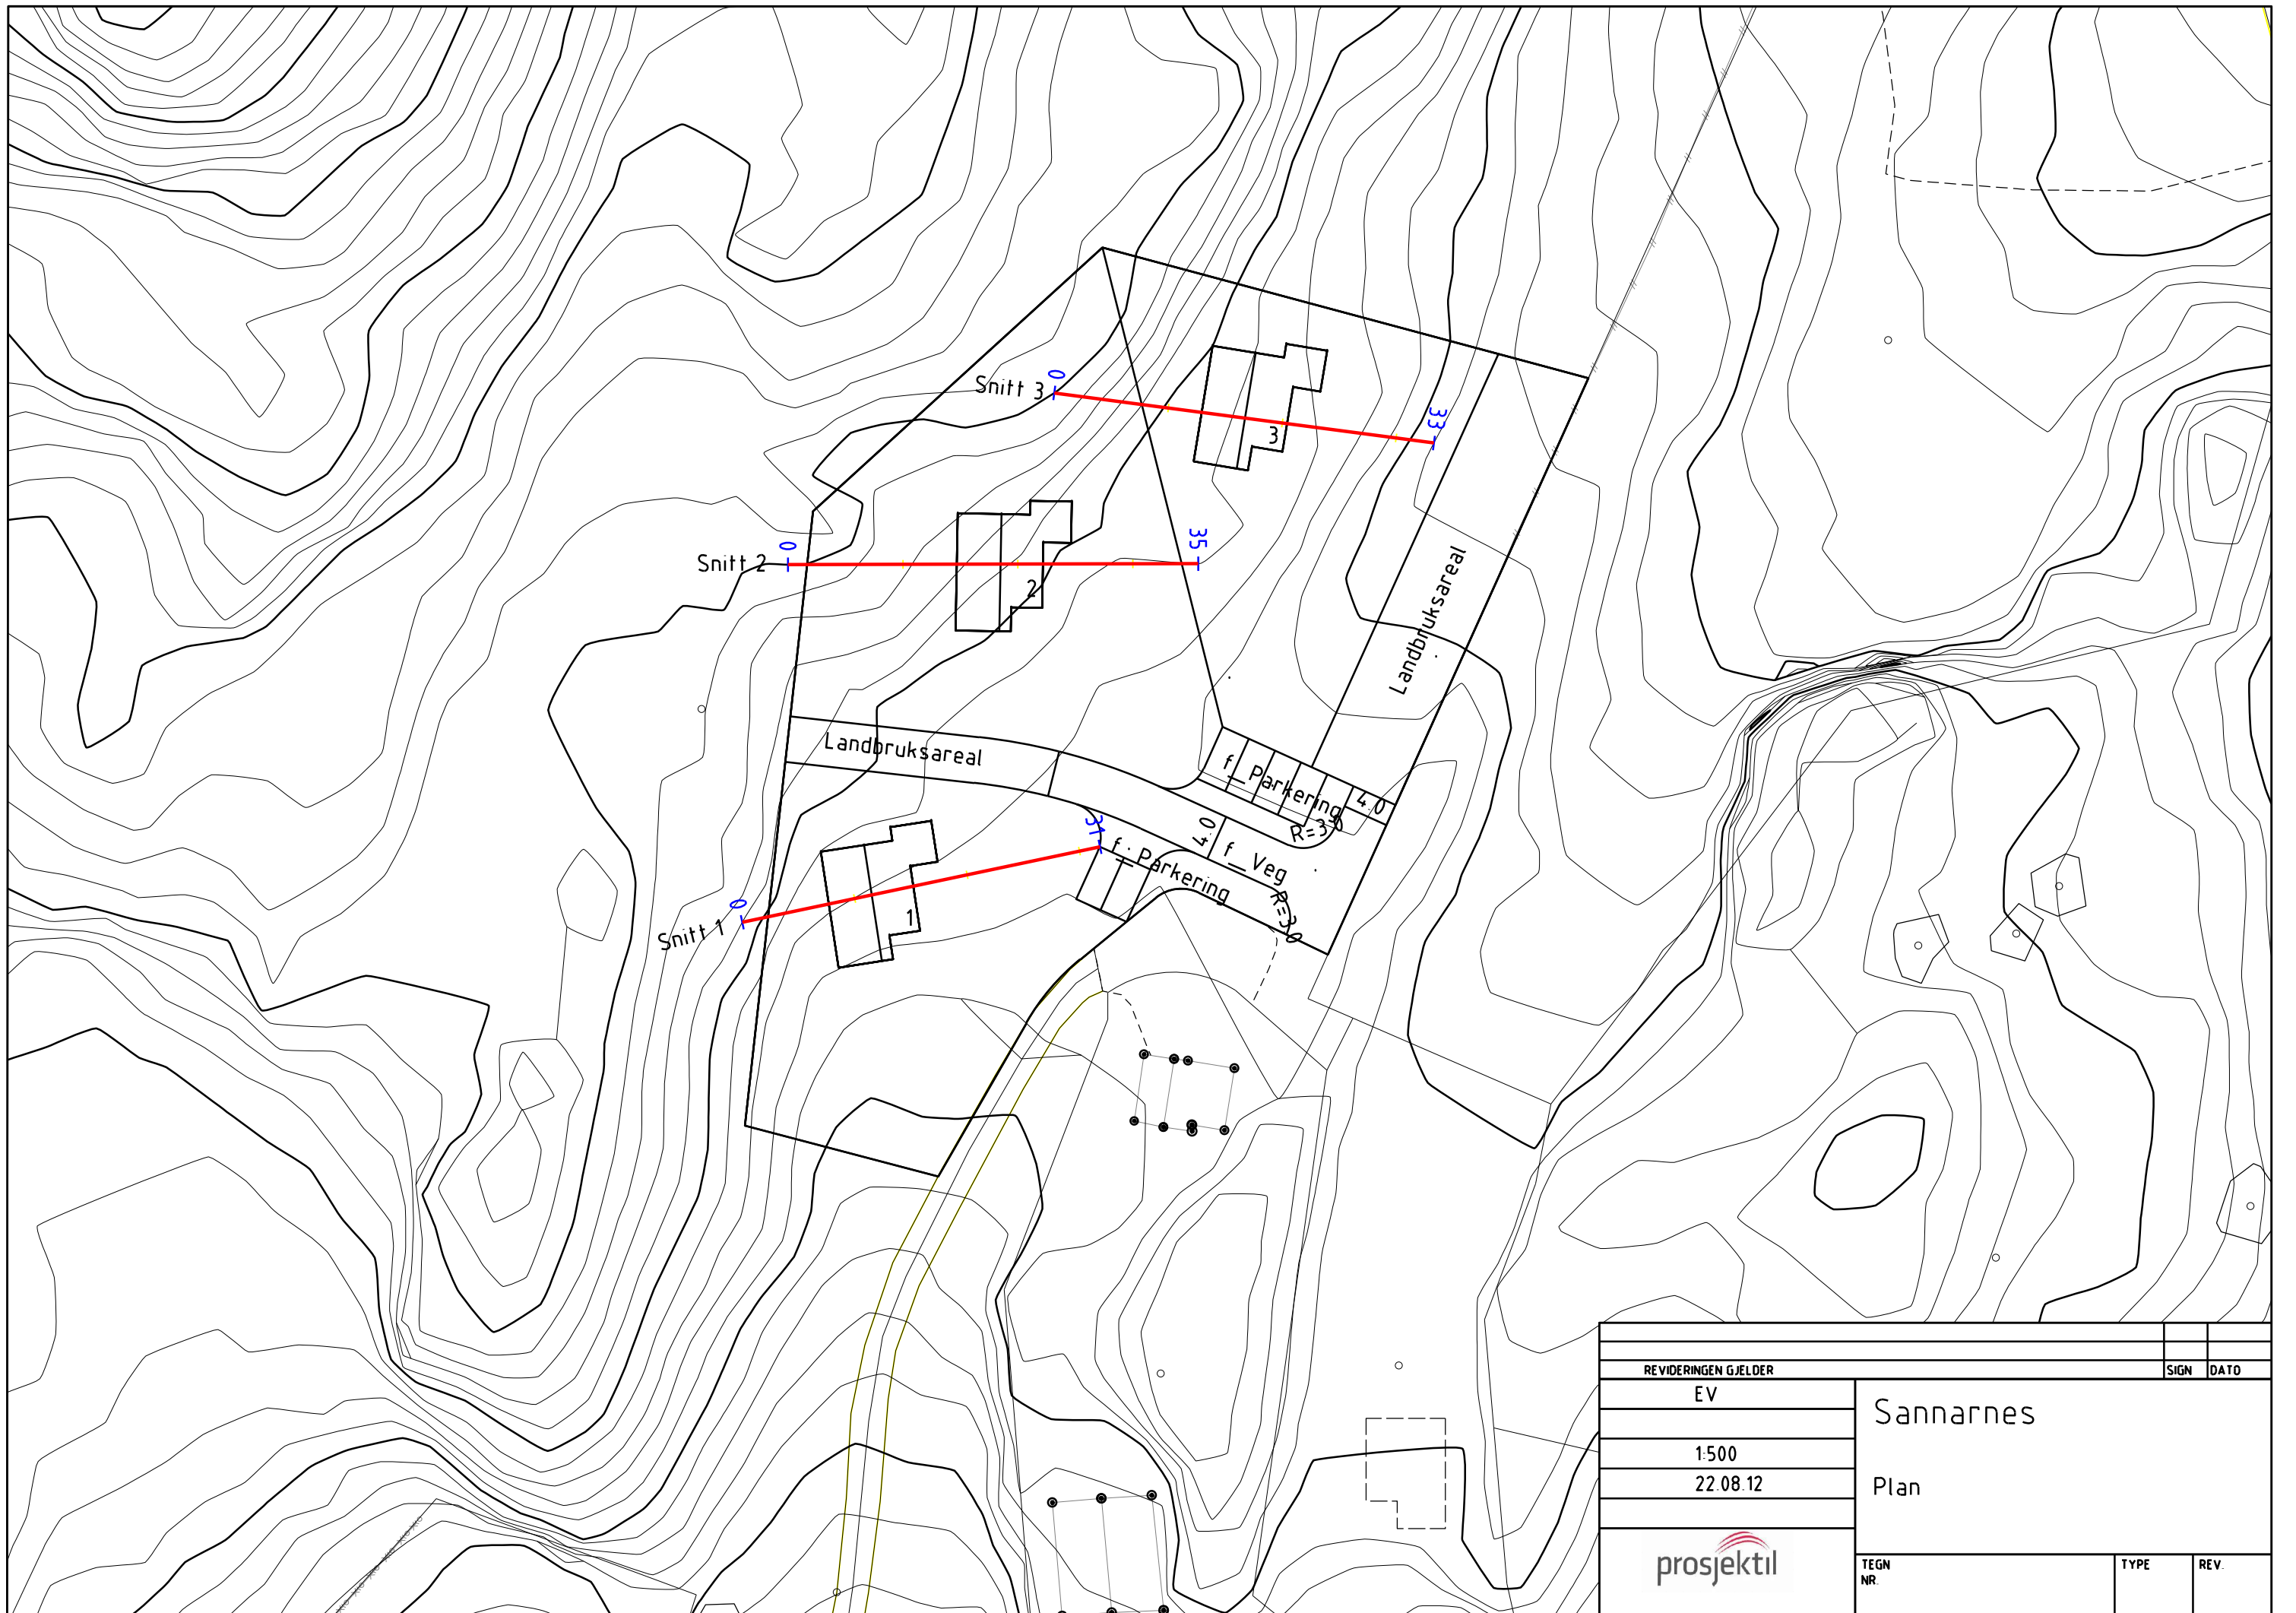 Snitt 3
0
33
3
Snitt 2
0
35
2
Landbruksareal
Landbruksareal
f_Parkering
4.0
R=3.0
4.0
f_Veg
31
f_Parkering
R=3.0
Snitt 1
0
1
REVIDERINGEN GJELDER
SIGN
DATO
EV
Sannarnes
1:500
22.08.12
Plan
prosjektil
TEGN
NR.
TYPE
REV.